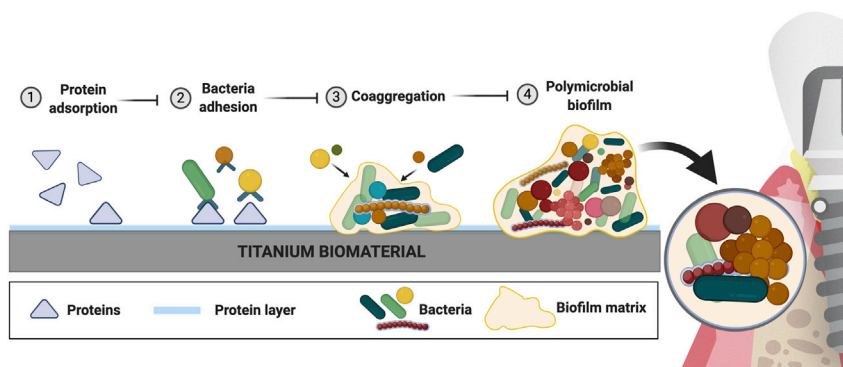 1 Protein adsorption
2 Bacteria adhesion
3 Coaggregation
4 Polymicrobial biofilm
TITANIUM BIOMATERIAL
Proteins
Protein layer
Bacteria
Biofilm matrix